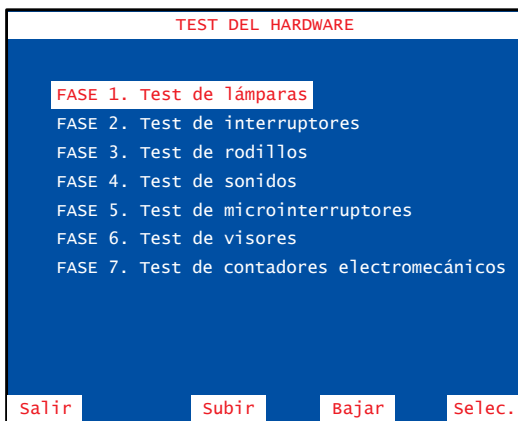 TEST DEL HARDWARE
FASE 1. Test de lámparas
FASE 2. Test de interruptores
FASE 3. Test de rodillos
FASE 4. Test de sonidos
FASE 5. Test de microinterruptores
FASE 6. Test de visores
FASE 7. Test de contadores electromecánicos
Salir Subir Bajar Selec.